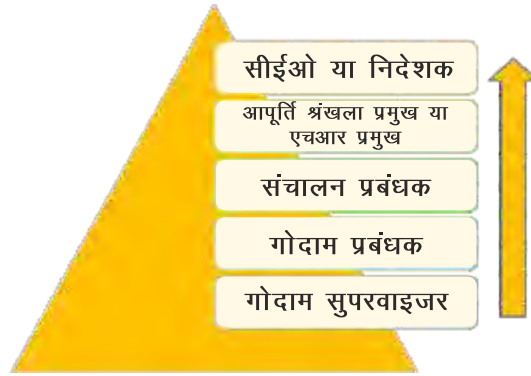 सीईओ या निदेशक
आपूर्ति श्रंखला प्रमुख या
एचआर प्रमुख
संचालन प्रबंधक
गोदाम प्रबंधक
गोदाम सुपरवाइजर